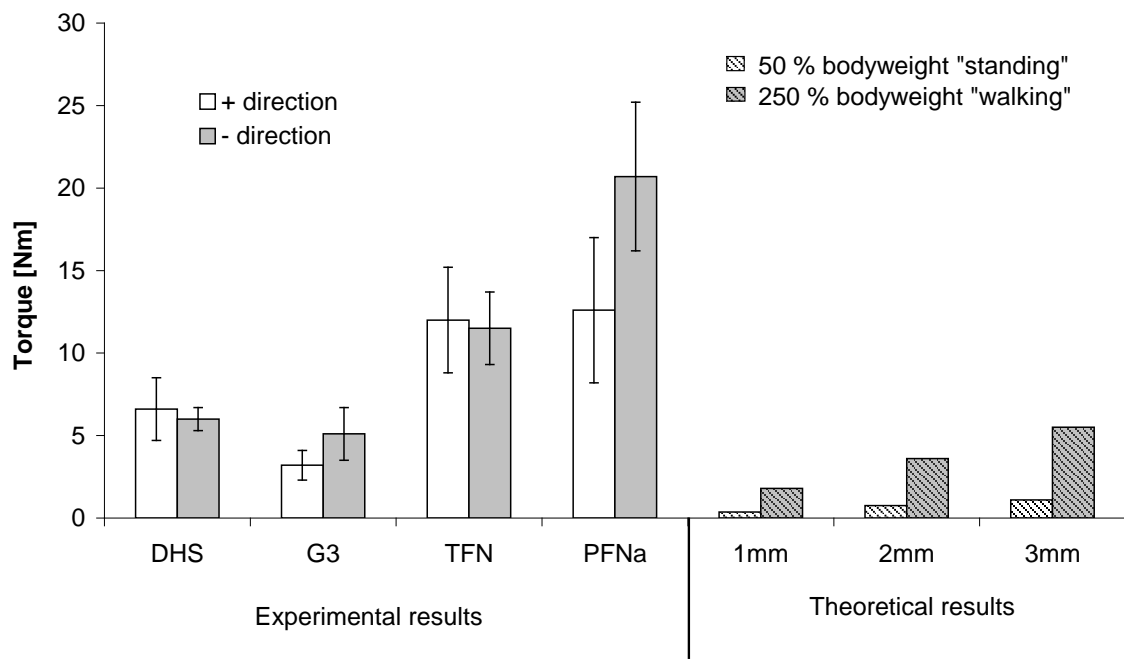 30
25
20
15
10
5
0
Torque [Nm]
+ direction
- direction
50 % bodyweight "standing"
250 % bodyweight "walking"
DHS G3 TFN PFNa 1mm 2mm 3mm
Experimental results
Theoretical results